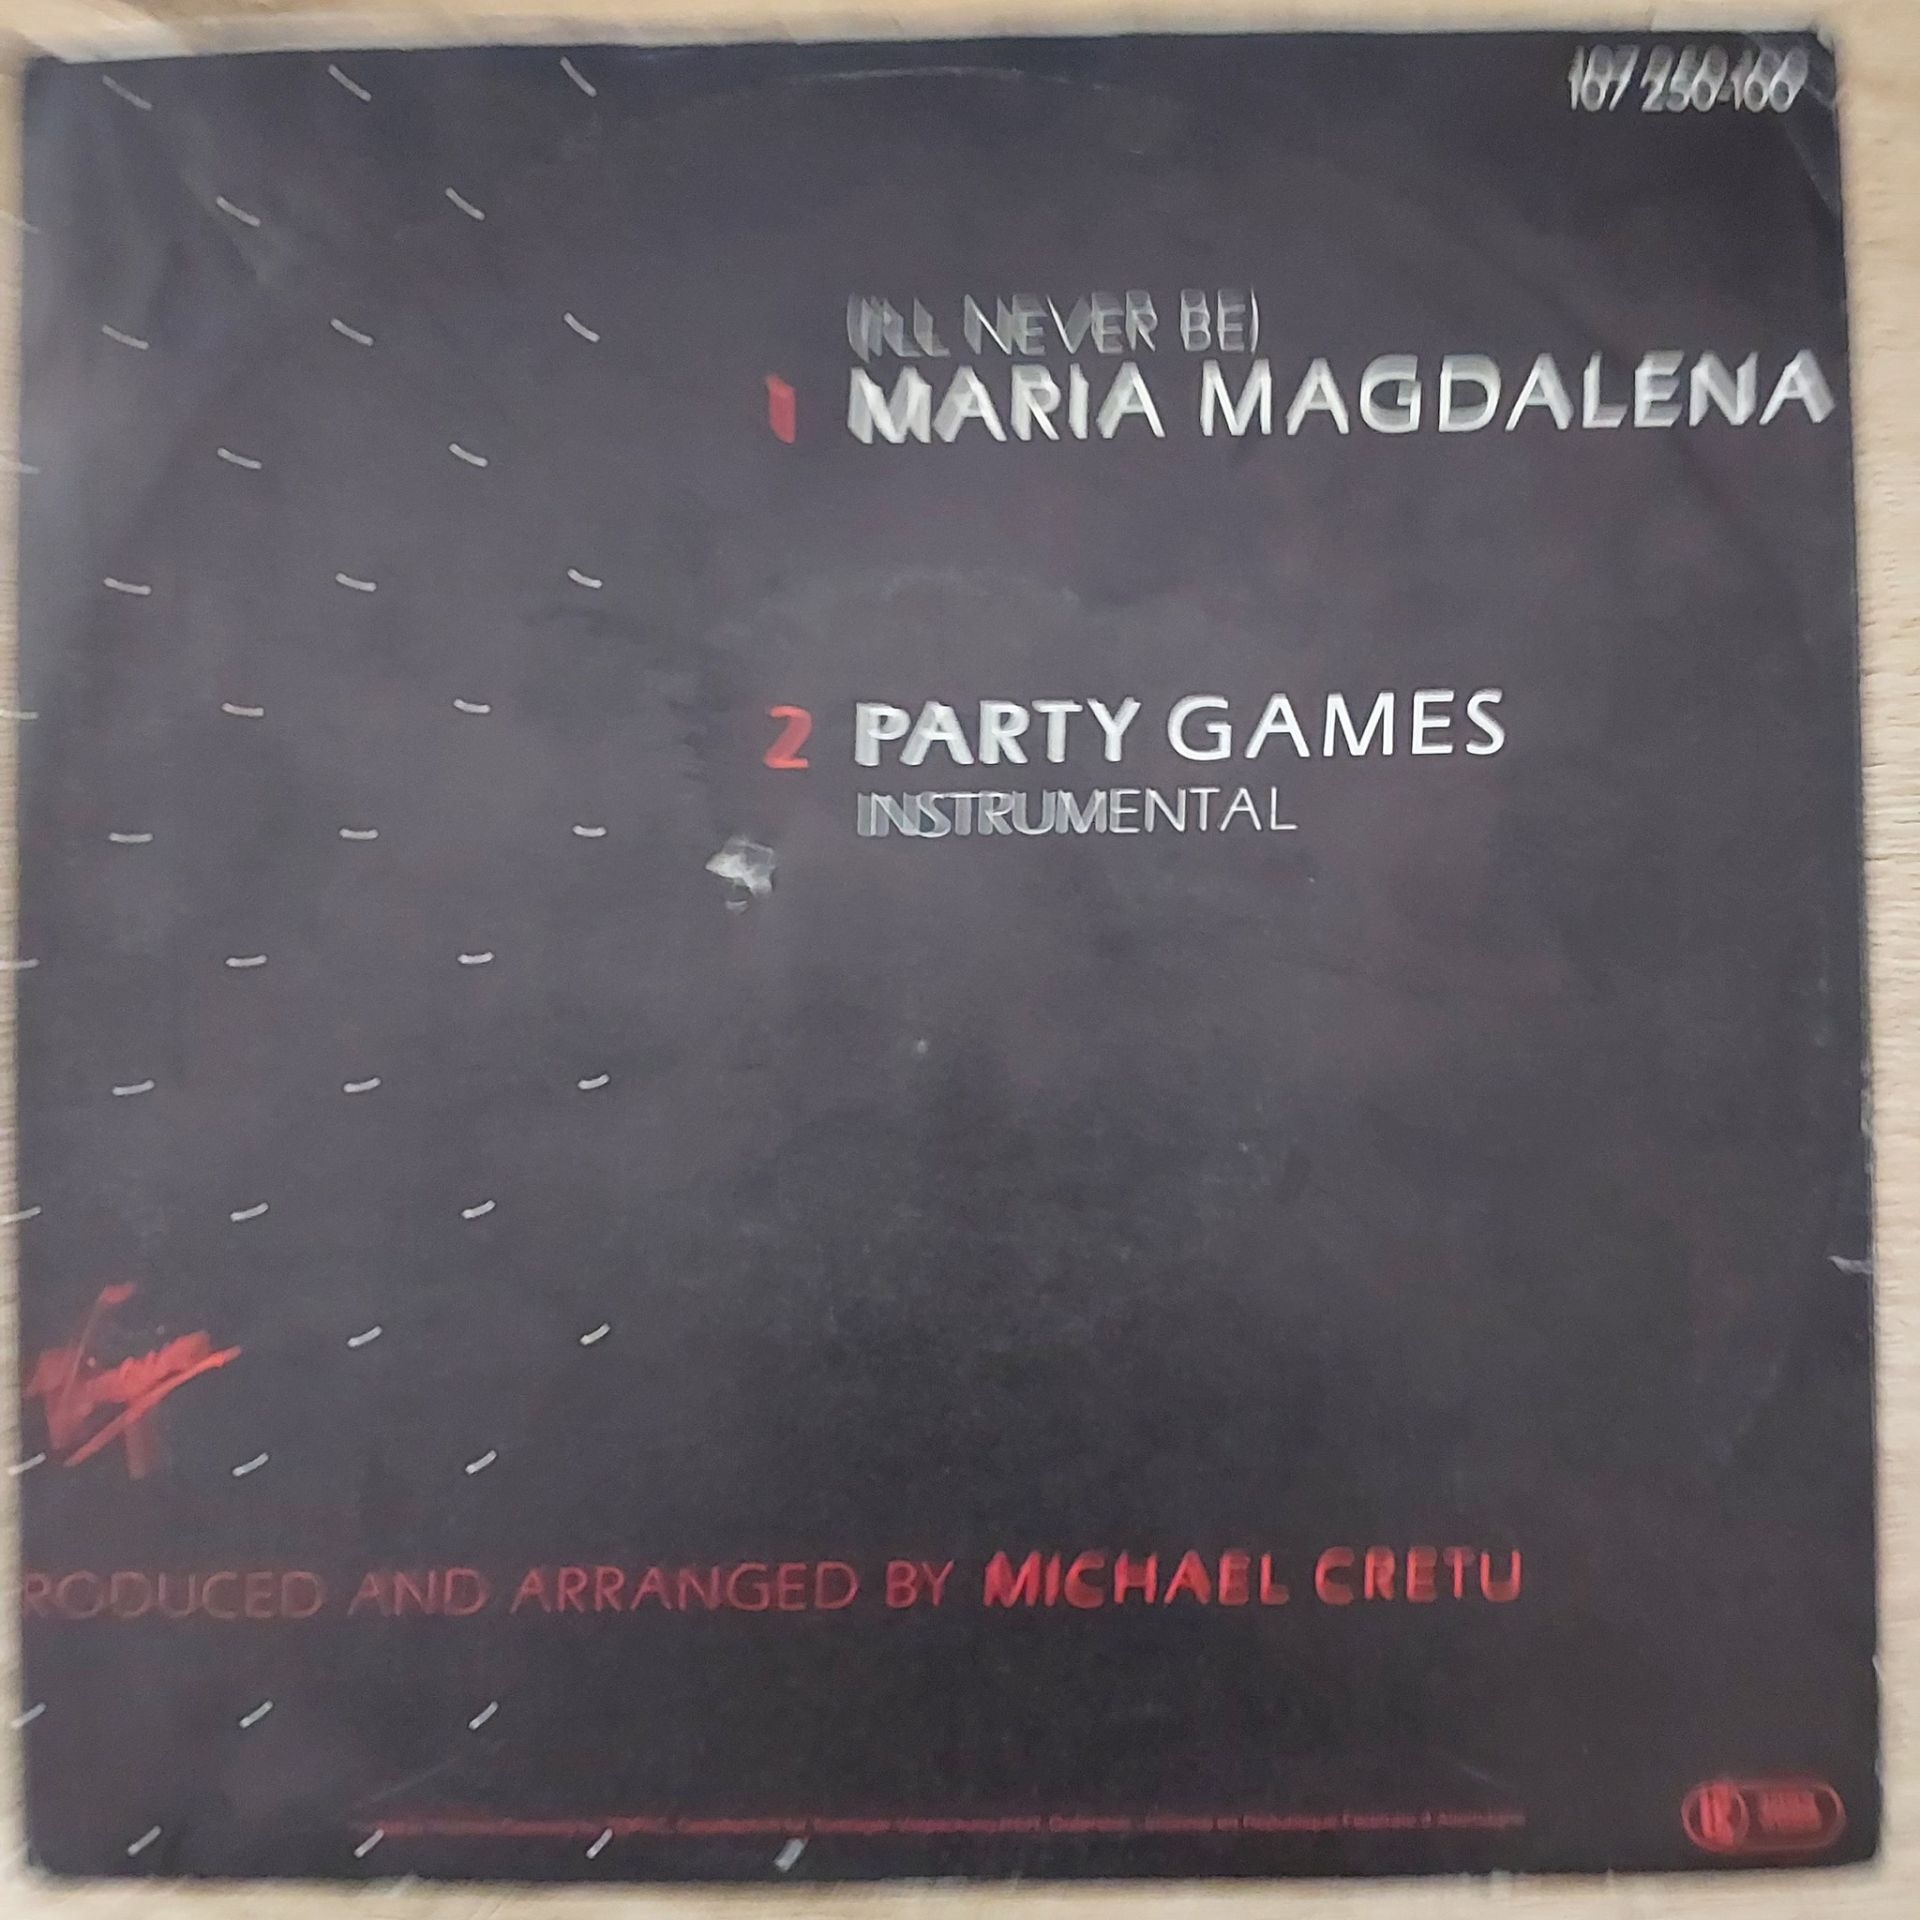 107 250-100
(I'LL NEVER BE)
1 MARIA MAGDALENA
2 PARTY GAMES
INSTRUMENTAL
Virgin
RODUCED AND ARRANGED BY MICHAEL CRETU